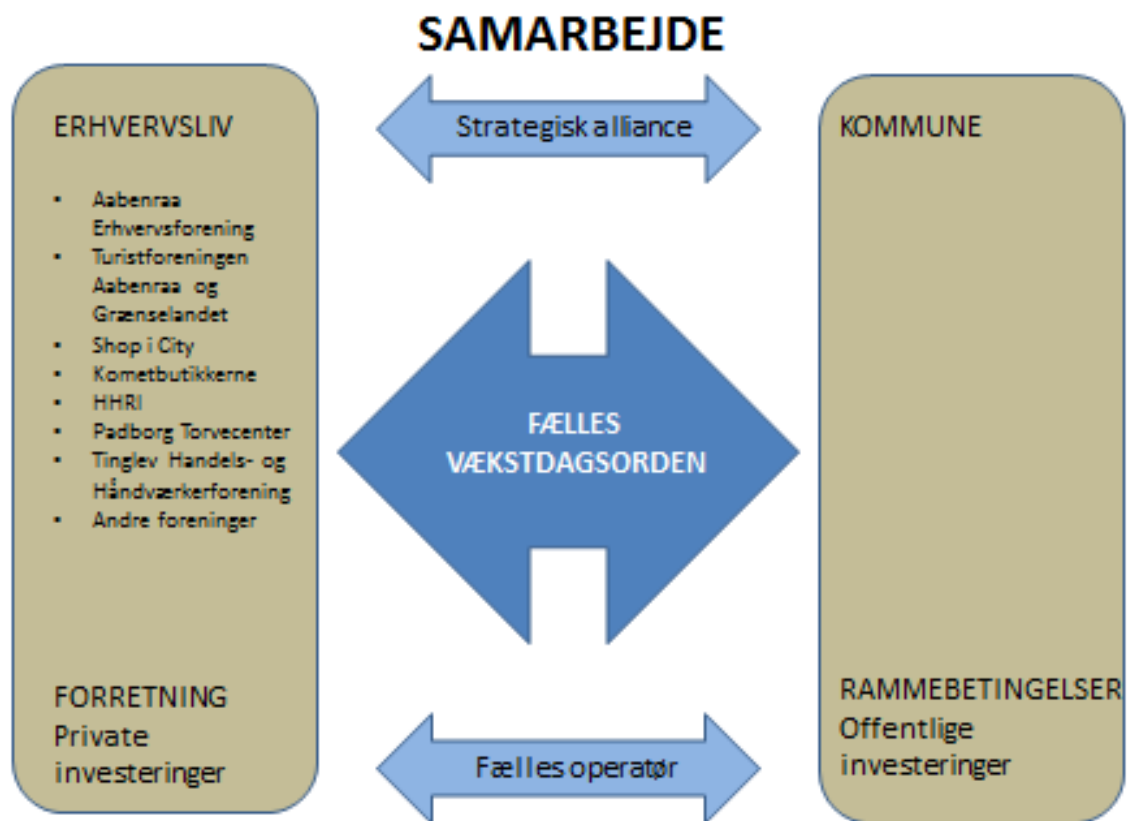 SAMARBEJDE
ERHVERVSLIV
▪ Aabenraa
Erhvervsforening
▪ Turistforeningen
Aabenraa og
Grænselandet
▪ Shop i City
▪ Kometbutikkerne
▪ HHRI
▪ Padborg Torvecenter
▪ Tinglev Handels- og
Håndværkerforening
▪ Andre foreninger
FORRETNING
Private
investeringer
Strategisk alliance
FÆLLES
VÆKSTDAGSORDEN
Fælles operatør
KOMMUNE
RAMMEBETINGELSER
Offentlige
investeringer